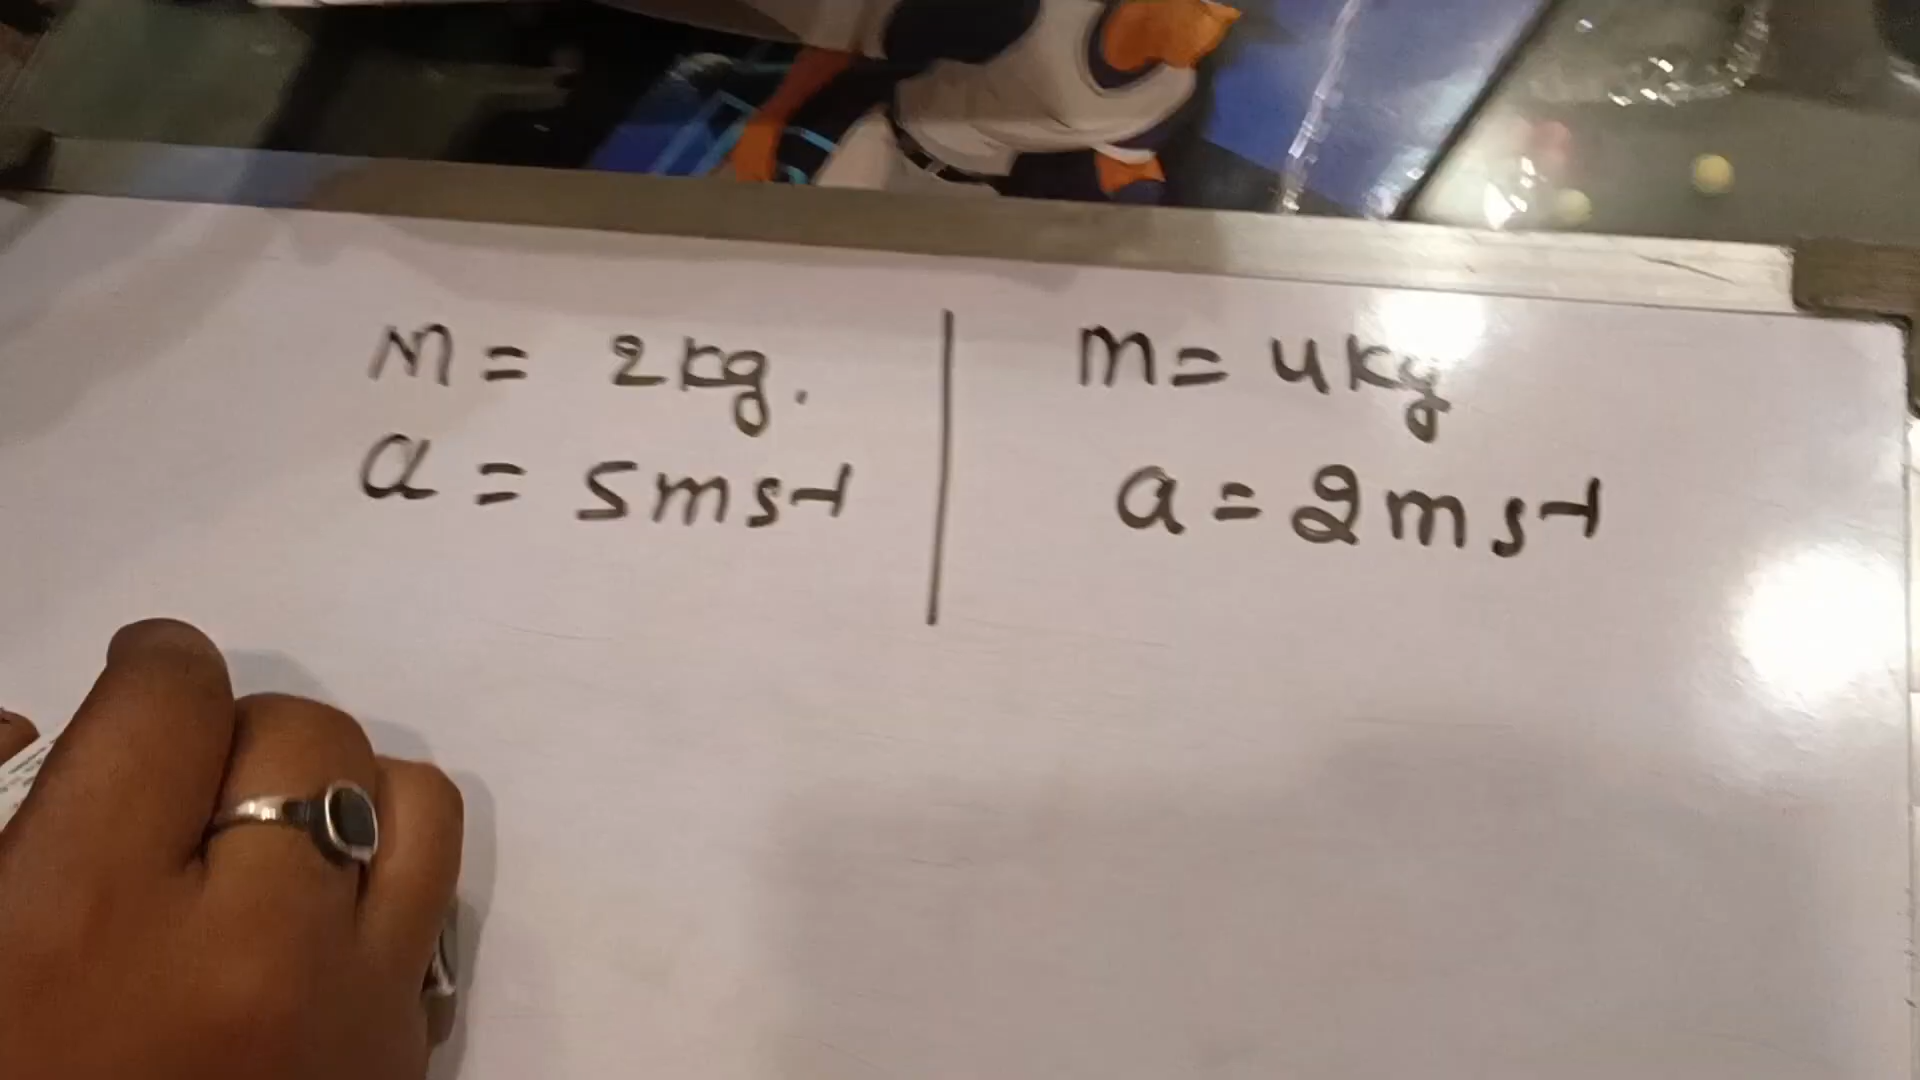 M = 2kg.
a = 5ms-1
m = 4kg
a = 2ms-1